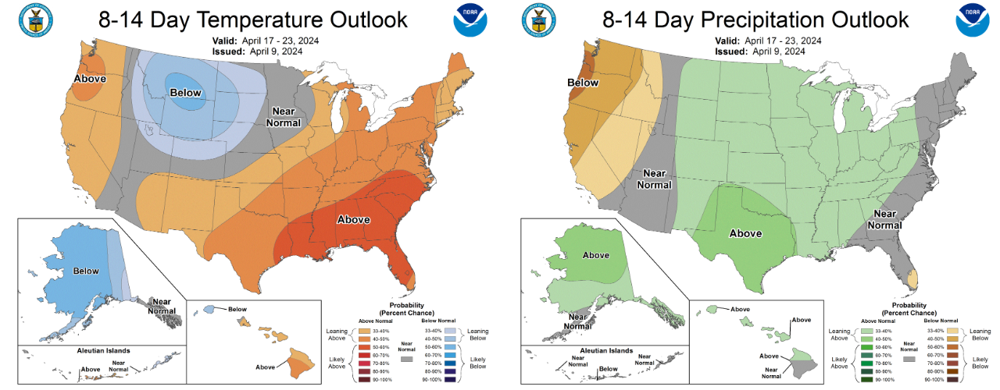 8-14 Day Temperature Outlook
Valid: April 17 - 23, 2024
Issued: April 9, 2024
NOAA
Above
Below
Near
Normal
Above
Below
Near
Normal
Below
Above
Aleutian Islands
Above
Near
Normal
Probability
(Percent Chance)
Above Normal
Below Normal
Leaning
Above
33-40%
40-50%
Likely
Above
50-60%
60-70%
70-80%
80-90%
90-100%
Near
Normal
33-40%
40-50%
Leaning
Below
50-60%
60-70%
70-80%
80-90%
90-100%
Likely
Below
8-14 Day Precipitation Outlook
Valid: April 17 - 23, 2024
Issued: April 9, 2024
NOAA
Below
Near
Normal
Above
Near
Normal
Above
Near
Normal
Above
Above
Above
Near
Normal
Aleutian Islands
Near
Normal
Below
Near
Normal
Probability
(Percent Chance)
Above Normal
Below Normal
Leaning
Above
33-40%
40-50%
Likely
Above
50-60%
60-70%
70-80%
80-90%
90-100%
Near
Normal
33-40%
40-50%
Leaning
Below
50-60%
60-70%
70-80%
80-90%
90-100%
Likely
Below